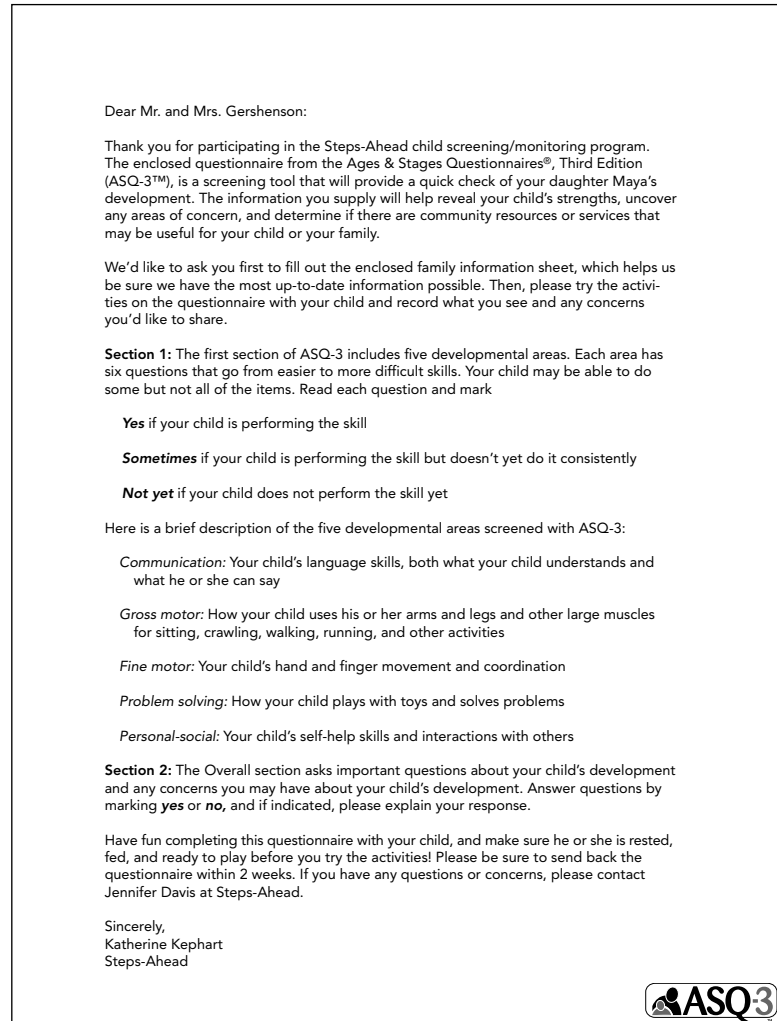 Dear Mr. and Mrs. Gershenson:
Thank you for participating in the Steps-Ahead child screening/monitoring program.
The enclosed questionnaire from the Ages & Stages Questionnaires®, Third Edition
(ASQ-3™), is a screening tool that will provide a quick check of your daughter Maya’s
development. The information you supply will help reveal your child’s strengths, uncover
any areas of concern, and determine if there are community resources or services that
may be useful for your child or your family.
We’d like to ask you first to fill out the enclosed family information sheet, which helps us
be sure we have the most up-to-date information possible. Then, please try the activi-
ties on the questionnaire with your child and record what you see and any concerns
you’d like to share.
Section 1: The first section of ASQ-3 includes five developmental areas. Each area has
six questions that go from easier to more difficult skills. Your child may be able to do
some but not all of the items. Read each question and mark
Yes if your child is performing the skill
Sometimes if your child is performing the skill but doesn’t yet do it consistently
Not yet if your child does not perform the skill yet
Here is a brief description of the five developmental areas screened with ASQ-3:
Communication: Your child’s language skills, both what your child understands and
what he or she can say
Gross motor: How your child uses his or her arms and legs and other large muscles
for sitting, crawling, walking, running, and other activities
Fine motor: Your child’s hand and finger movement and coordination
Problem solving: How your child plays with toys and solves problems
Personal-social: Your child’s self-help skills and interactions with others
Section 2: The Overall section asks important questions about your child’s development
and any concerns you may have about your child’s development. Answer questions by
marking yes or no, and if indicated, please explain your response.
Have fun completing this questionnaire with your child, and make sure he or she is rested,
fed, and ready to play before you try the activities! Please be sure to send back the
questionnaire within 2 weeks. If you have any questions or concerns, please contact
Jennifer Davis at Steps-Ahead.
Sincerely,
Katherine Kephart
Steps-Ahead
ASQ-3